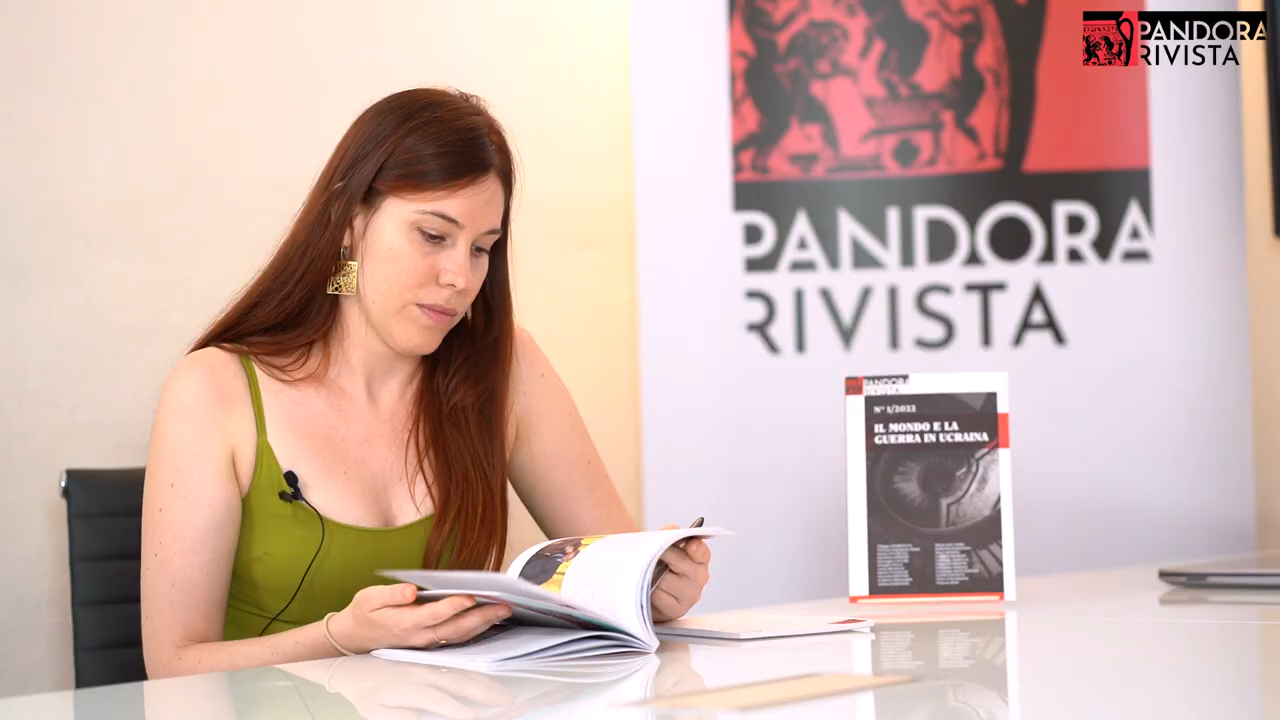 PANDORA
RIVISTA
PANDORA
RIVISTA
PANDORA
RIVISTA
N° 1/2022
IL MONDO E LA
GUERRA IN UCRAINA